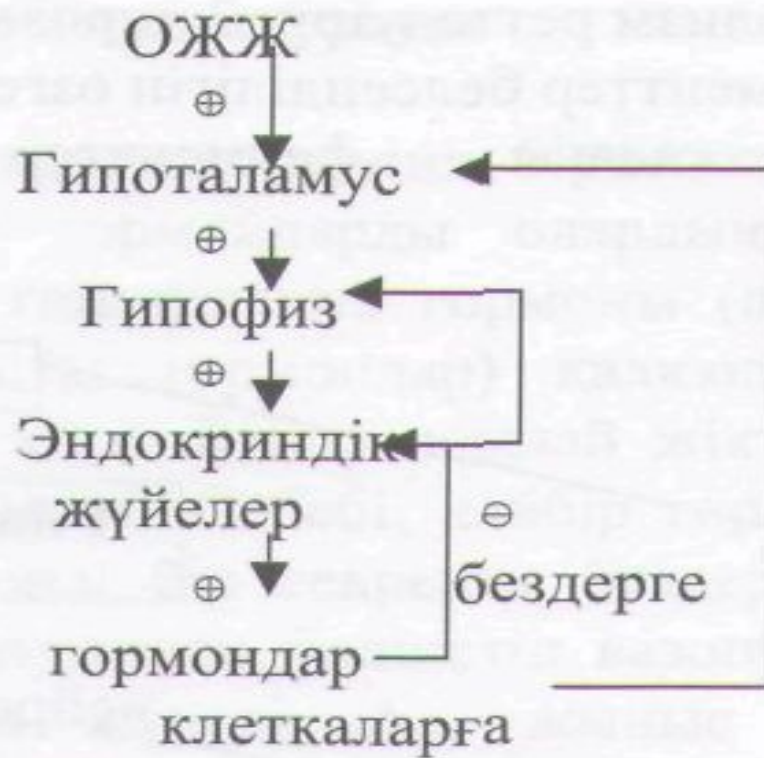 ОЖЖ
⊕
Гипоталамус
⊕
Гипофиз
⊕
Эндокриндік
жүйелер ⊖
⊕ бездерге
гормондар
клеткаларға